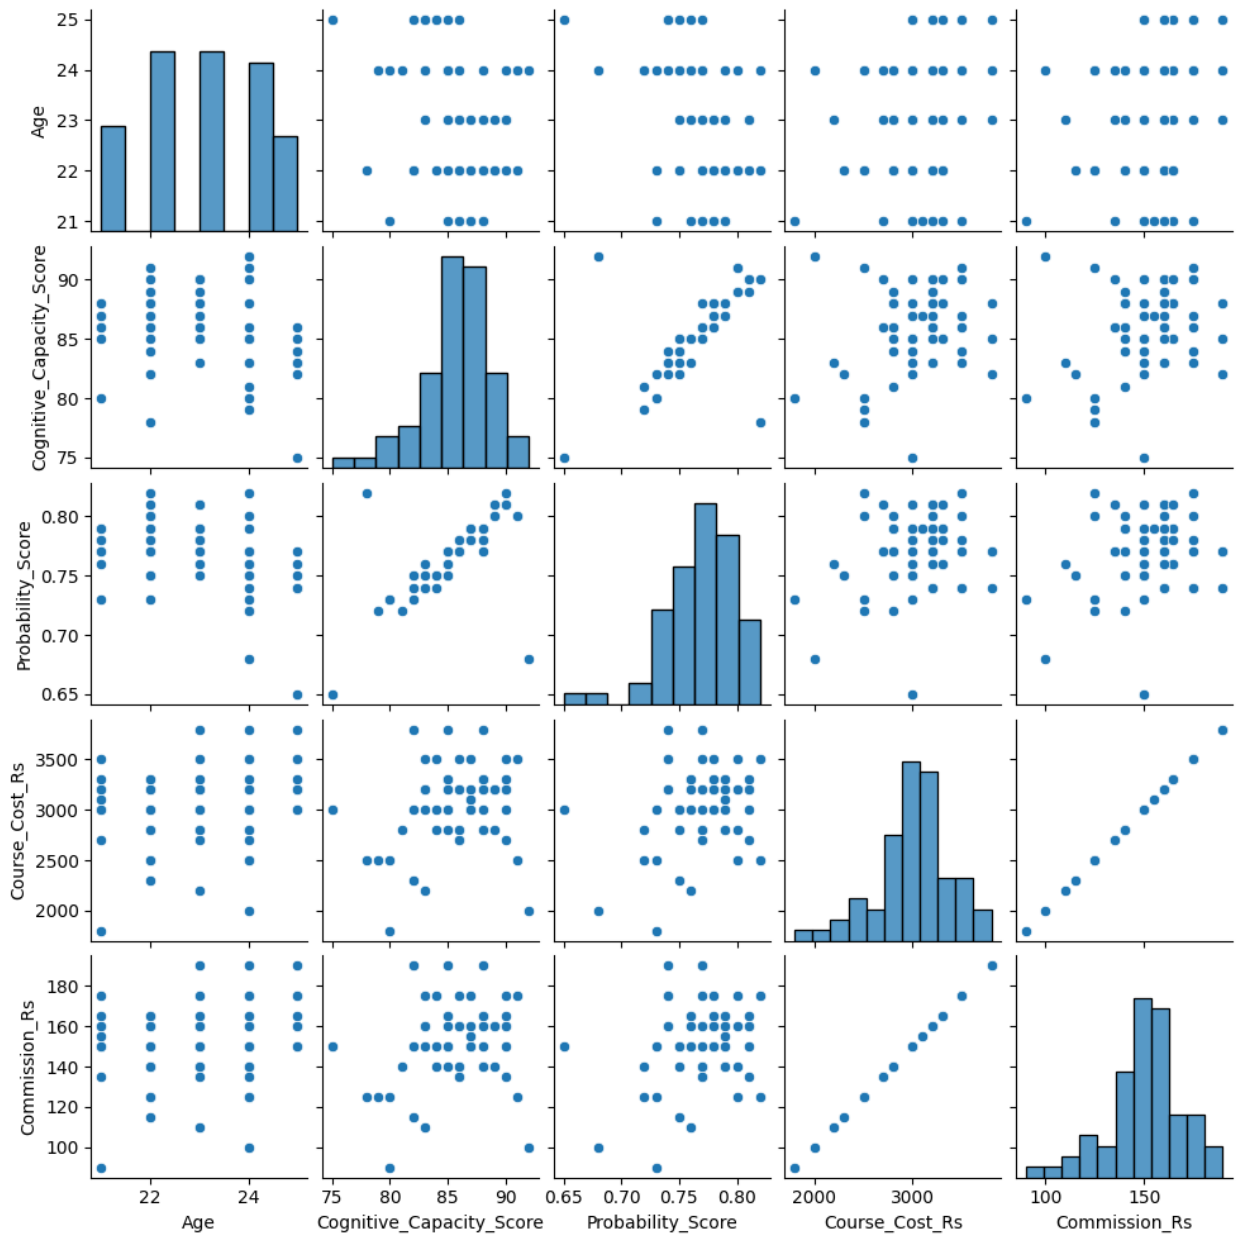 25
24
23
22
21
Age
90
85
80
75
Cognitive_Capacity_Score
0.80
0.75
0.70
0.65
Probability_Score
3500
3000
2500
2000
Course_Cost_Rs
180
160
140
120
100
Commission_Rs
22 24
Age
75 80 85 90
Cognitive_Capacity_Score
0.65 0.70 0.75 0.80
Probability_Score
2000 3000
Course_Cost_Rs
100 150
Commission_Rs